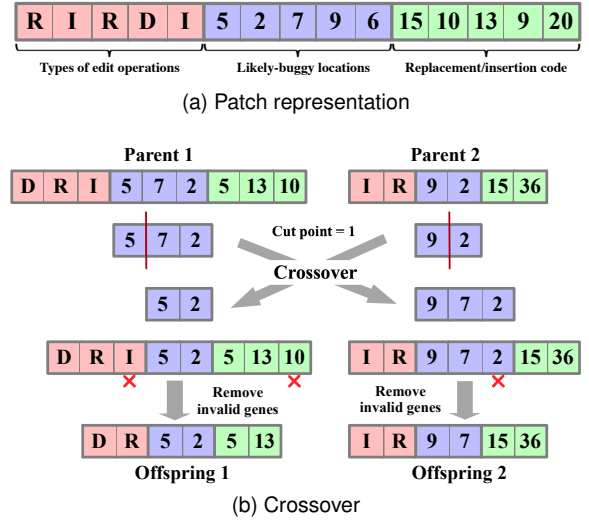 R I R D I 5 2 7 9 6 15 10 13 9 20
Types of edit operations Likely-buggy locations Replacement/insertion code
(a) Patch representation
Parent 1 Parent 2
D R I 5 7 2 5 13 10 I R 9 2 15 36
5 7 2 Cut point = 1 9 2
Crossover
5 2 9 7 2
D R I 5 2 5 13 10 I R 9 7 2 15 36
Remove Remove
invalid genes invalid genes
D R 5 2 5 13 I R 9 7 15 36
Offspring 1 Offspring 2
(b) Crossover